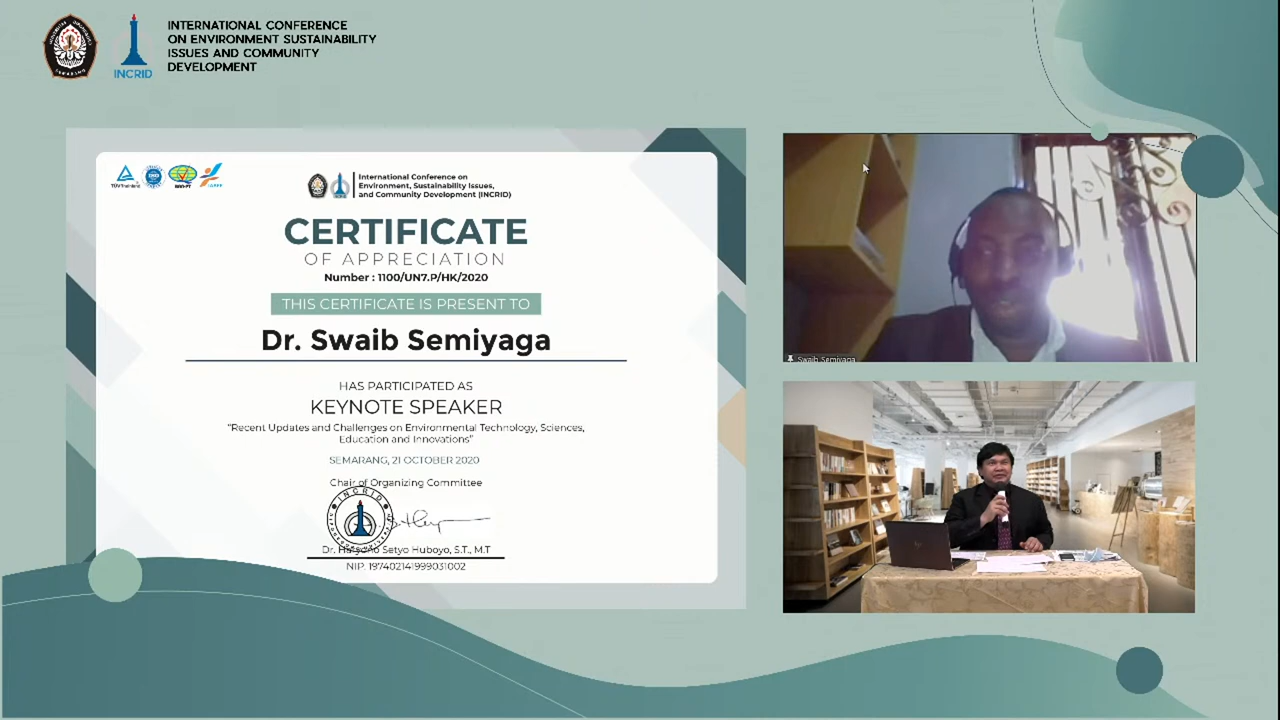 INTERNATIONAL CONFERENCE
ON ENVIRONMENT SUSTAINABILITY
ISSUES AND COMMUNITY
DEVELOPMENT
INCRID
SEMARANG
International Conference on
Environment, Sustainability Issues,
and Community Development (INCRID)
CERTIFICATE
OF APPRECIATION
Number : 1100/UN7.P/HK/2020
THIS CERTIFICATE IS PRESENT TO
Dr. Swaib Semiyaga
HAS PARTICIPATED AS
KEYNOTE SPEAKER
“Recent Updates and Challenges on Environmental Technology, Sciences,
Education and Innovations”
SEMARANG, 21 OCTOBER 2020
Chair of Organizing Committee
INCRID
Dr. Setyo Huboyo, S.T., M.T
NIP. 197402141999031002
Swaib Semiyaga